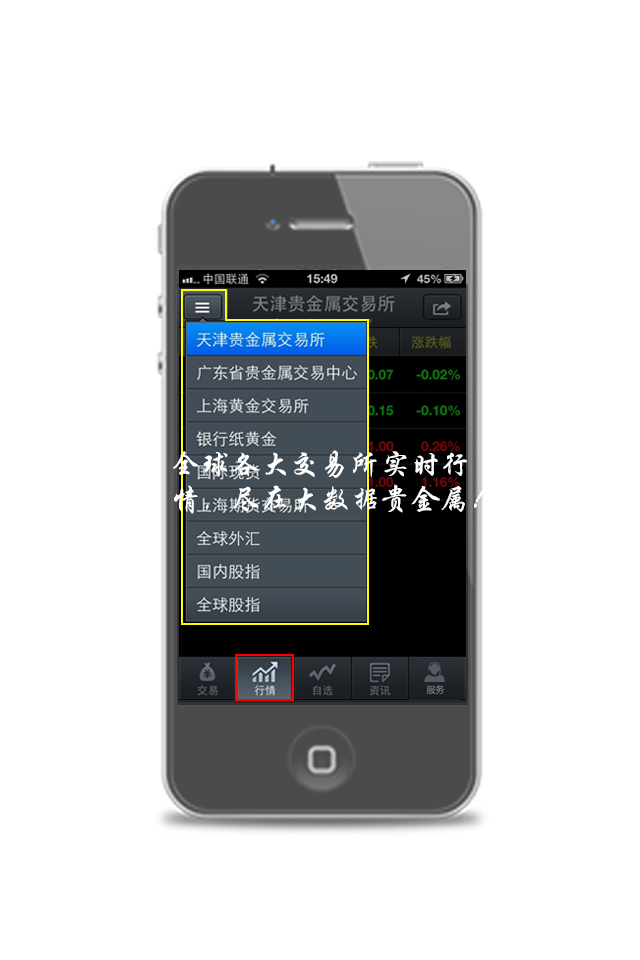 中国联通 15:49 45%
天津贵金属交易所
涨跌幅
天津贵金属交易所
广东省贵金属交易中心 0.07 -0.02%
上海黄金交易所 0.15 -0.10%
银行纸黄金 1.00 0.26%
全球各大交易所实时行
国际现货 1.00 1.16%
情，尽在大数据贵金属！
上海期货交易所
全球外汇
国内股指
全球股指
交易 行情 自选 资讯 服务